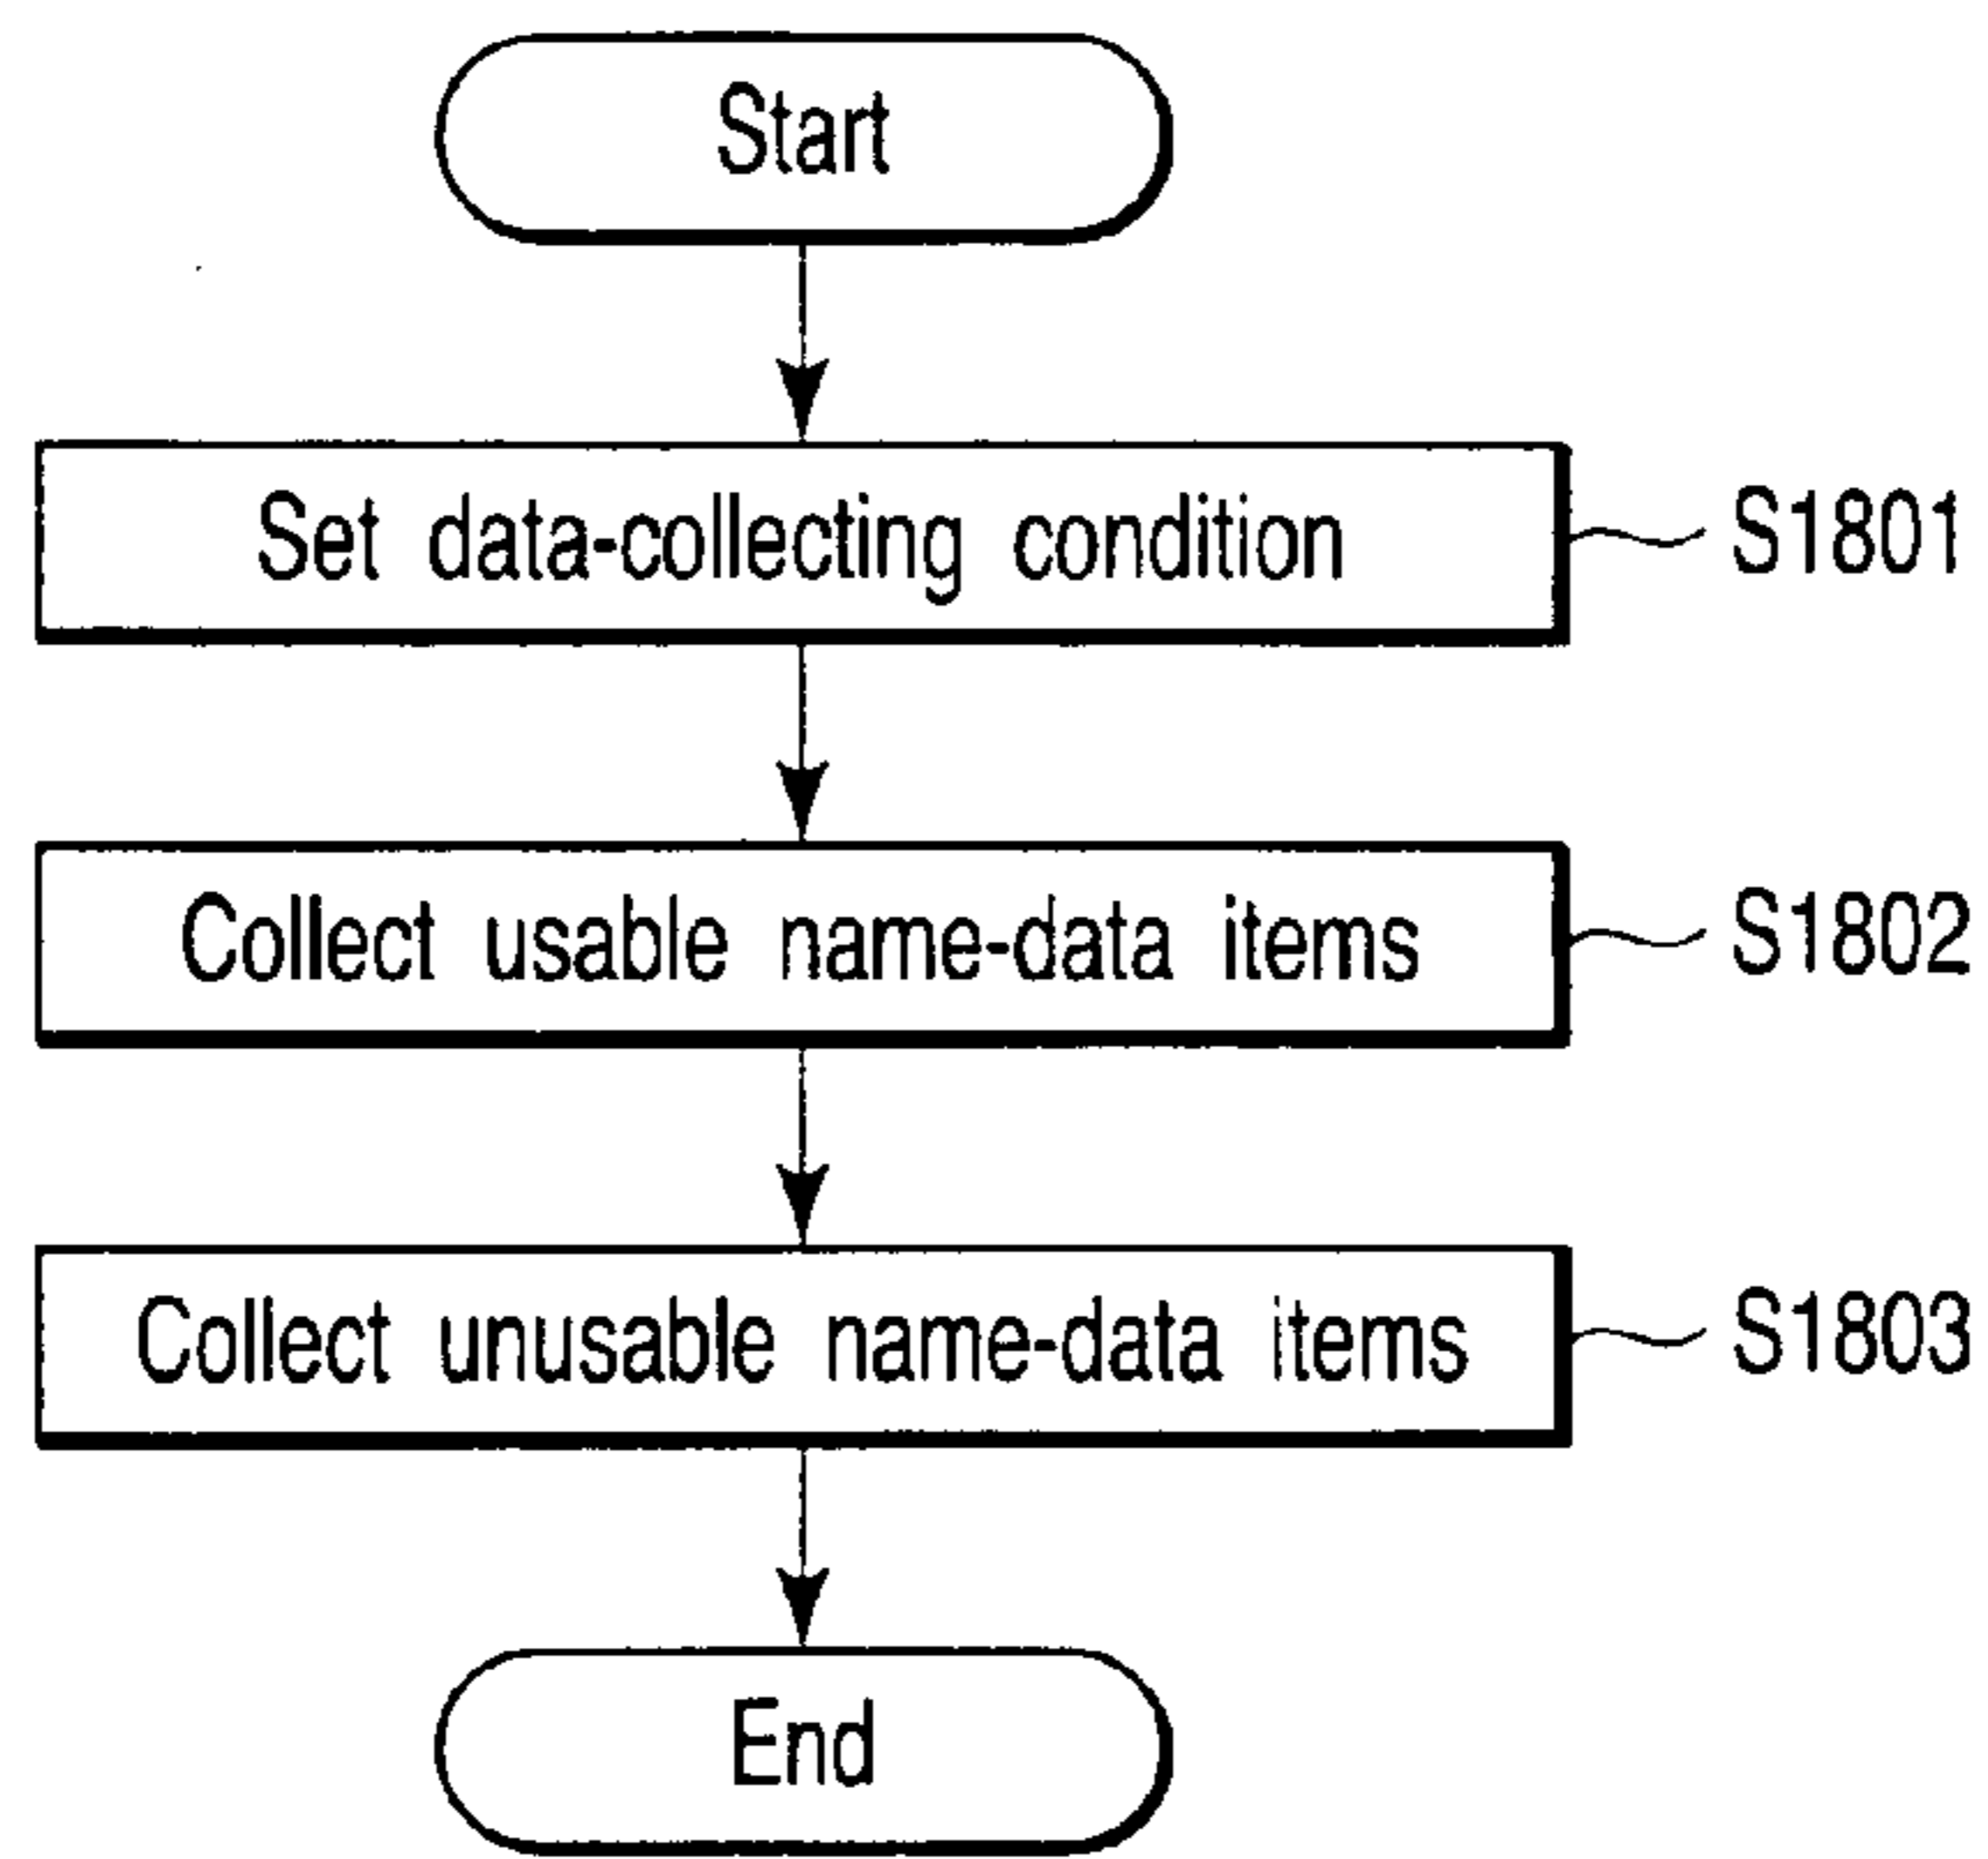 Start
Set data-collecting condition
S1801
Collect usable name-data items
S1802
Collect unusable name-data items
S1803
End